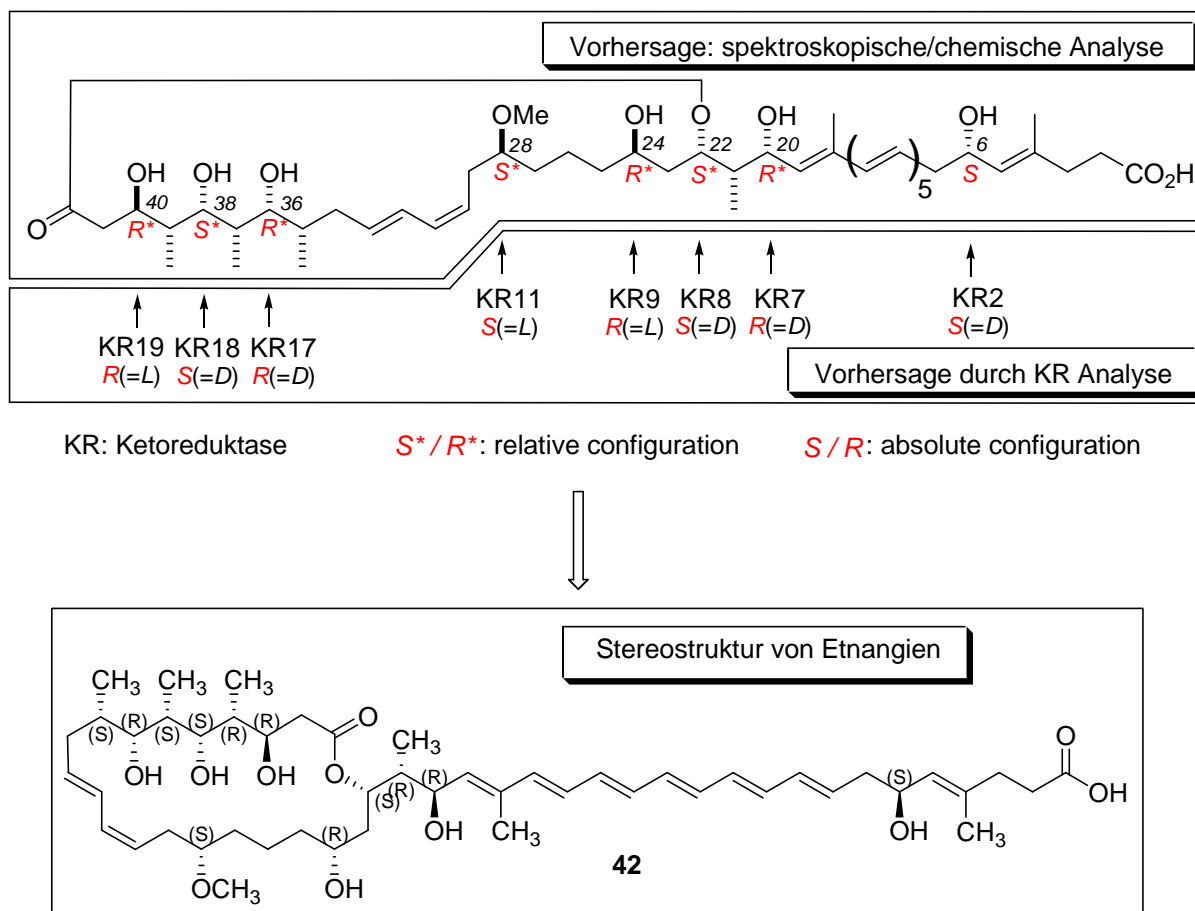 Vorhersage: spektroskopische/chemische Analyse
OMe OH O OH OH
28 24 22 20 6
S* R* S* R* S
5
CO2H
OH OH OH
40 38 36
O R* S* R*
KR11 KR9 KR8 KR7 KR2
S(=L) R(=L) S(=D) R(=D) S(=D)
KR19 KR18 KR17
R(=L) S(=D) R(=D)
Vorhersage durch KR Analyse
KR: Ketoreduktase S* / R*: relative configuration S / R: absolute configuration
Stereostruktur von Etnangien
CH3 CH3 CH3
(S) (R) (S) (S) (R) (R) O
OH OH OH O
CH3
(S) (R) (R) (S) O
OH CH3 OH CH3 OH
(S) (R)
OCH3 OH
42